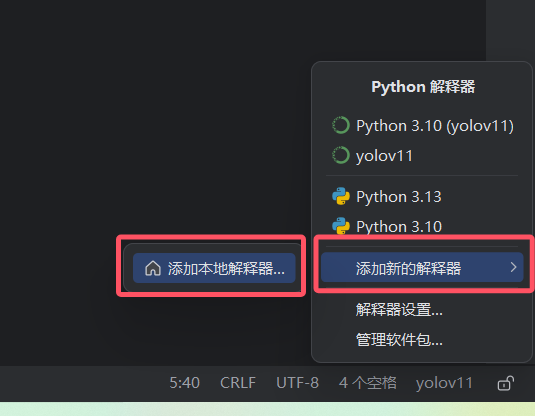 Python 解释器
Python 3.10 (yolov11)
yolov11
Python 3.13
Python 3.10
添加本地解释器...
添加新的解释器
解释器设置...
管理软件包...
5:40 CRLF UTF-8 4 个空格 yolov11